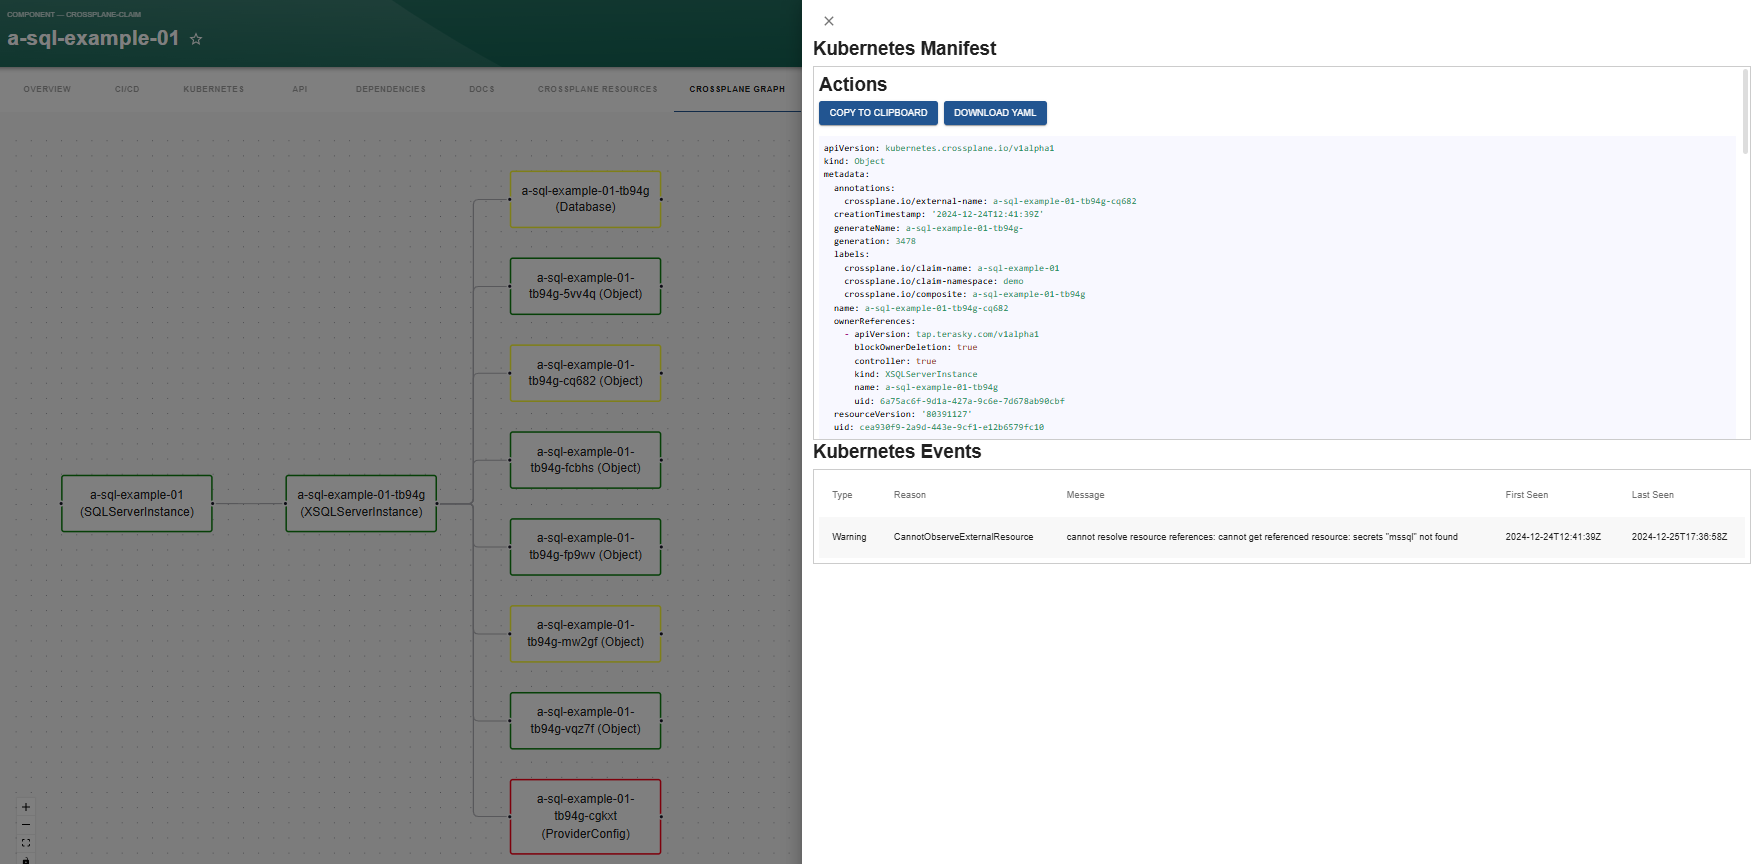 COMPONENT — CROSSPLANE-CLAIM
a-sql-example-01 ☆
OVERVIEW CI/CD KUBERNETES API DEPENDENCIES DOCS CROSSPLANE RESOURCES CROSSPLANE GRAPH
a-sql-example-01
(SQLServerInstance)
a-sql-example-01-tb94g
(XSQLServerInstance)
a-sql-example-01-tb94g
(Database)
a-sql-example-01-
tb94g-5vv4q (Object)
a-sql-example-01-
tb94g-cq682 (Object)
a-sql-example-01-
tb94g-fcbhs (Object)
a-sql-example-01-
tb94g-fp9wv (Object)
a-sql-example-01-
tb94g-mw2gf (Object)
a-sql-example-01-
tb94g-vqz7f (Object)
a-sql-example-01-
tb94g-cgkxt
(ProviderConfig)
Kubernetes Manifest
Actions
COPY TO CLIPBOARD DOWNLOAD YAML
apiVersion: kubernetes.crossplane.io/v1alpha1
kind: Object
metadata:
  annotations:
    crossplane.io/external-name: a-sql-example-01-tb94g-cq682
  creationTimestamp: '2024-12-24T12:41:39Z'
  generateName: a-sql-example-01-tb94g-
  generation: 3478
  labels:
    crossplane.io/claim-name: a-sql-example-01
    crossplane.io/claim-namespace: demo
    crossplane.io/composite: a-sql-example-01-tb94g
  name: a-sql-example-01-tb94g-cq682
  ownerReferences:
    - apiVersion: tap.terasky.com/v1alpha1
      blockOwnerDeletion: true
      controller: true
      kind: XSQLServerInstance
      name: a-sql-example-01-tb94g
      uid: 6a75ac6f-9d1a-427a-9c6e-7d678ab90cbf
  resourceVersion: '80391127'
  uid: cea930f9-2a9d-443e-9cf1-e12b6579fc10
Kubernetes Events
Type Reason Message First Seen Last Seen
Warning CannotObserveExternalResource cannot resolve resource references: cannot get referenced resource: secrets "mssql" not found 2024-12-24T12:41:39Z 2024-12-25T17:36:58Z